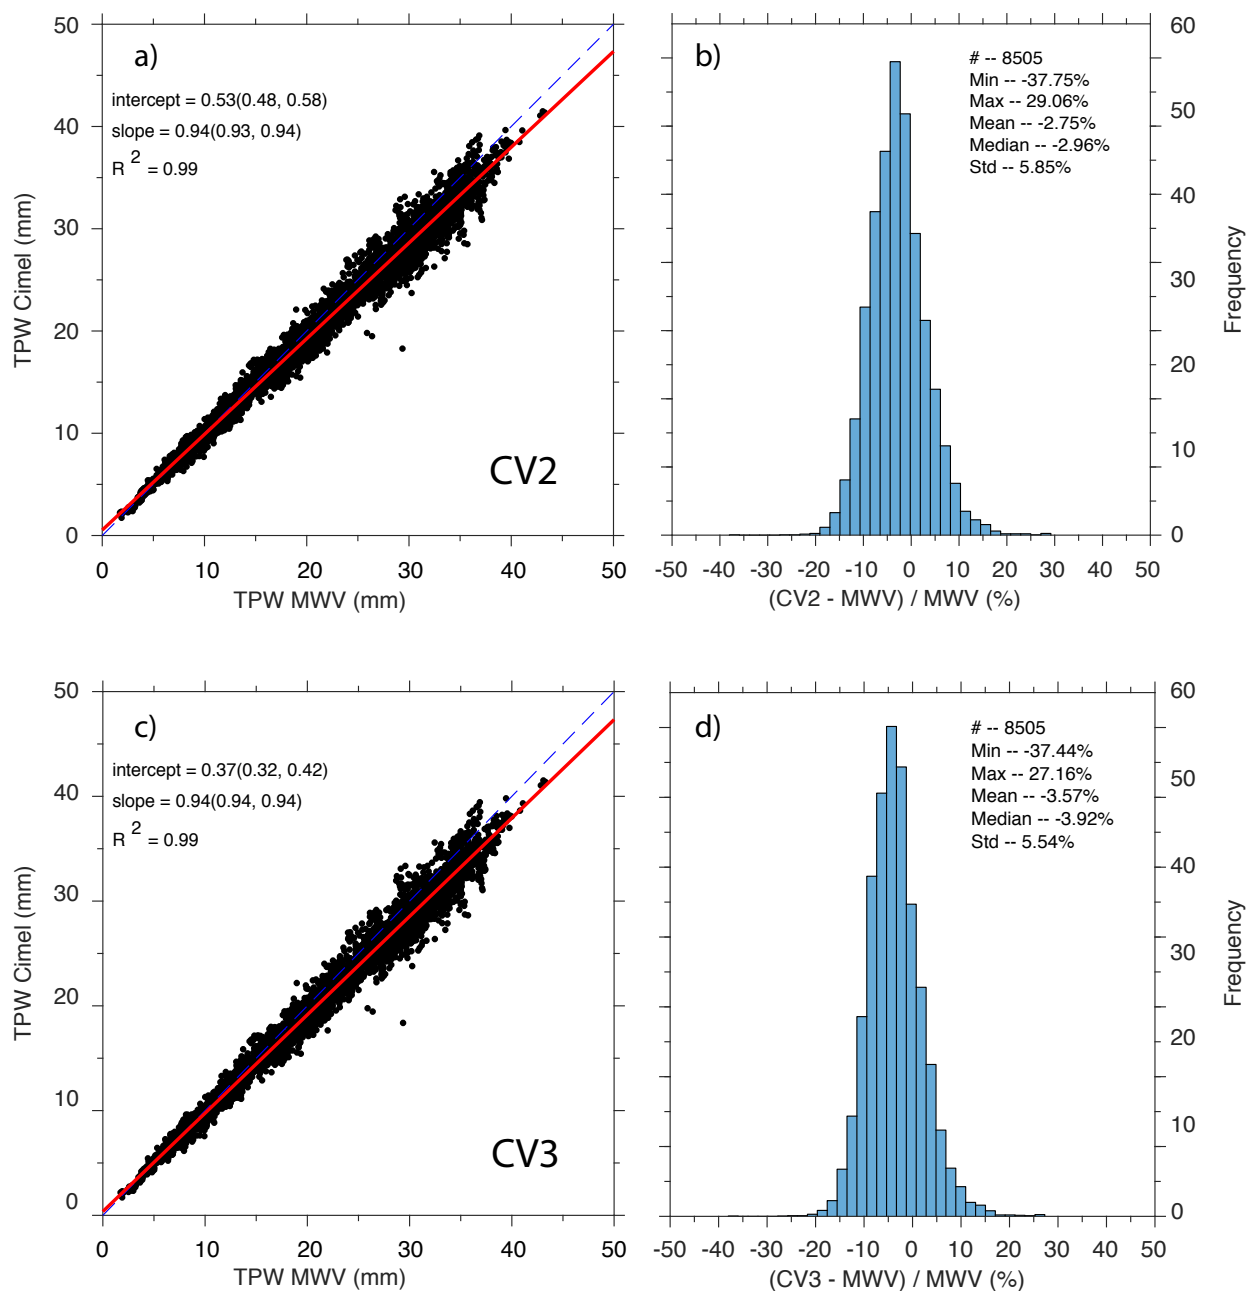 a)
intercept = 0.53(0.48, 0.58)
slope = 0.94(0.93, 0.94)
R 2 = 0.99
CV2
50
40
30
20
10
0
TPW Cimel (mm)
0 10 20 30 40 50
TPW MWV (mm)
b)
# -- 8505
Min -- -37.75%
Max -- 29.06%
Mean -- -2.75%
Median -- -2.96%
Std -- 5.85%
60
50
40
30
20
10
0
Frequency
-50 -40 -30 -20 -10 0 10 20 30 40 50
(CV2 - MWV) / MWV (%)
c)
intercept = 0.37(0.32, 0.42)
slope = 0.94(0.94, 0.94)
R 2 = 0.99
CV3
50
40
30
20
10
0
TPW Cimel (mm)
0 10 20 30 40 50
TPW MWV (mm)
d)
# -- 8505
Min -- -37.44%
Max -- 27.16%
Mean -- -3.57%
Median -- -3.92%
Std -- 5.54%
60
50
40
30
20
10
0
Frequency
-50 -40 -30 -20 -10 0 10 20 30 40 50
(CV3 - MWV) / MWV (%)